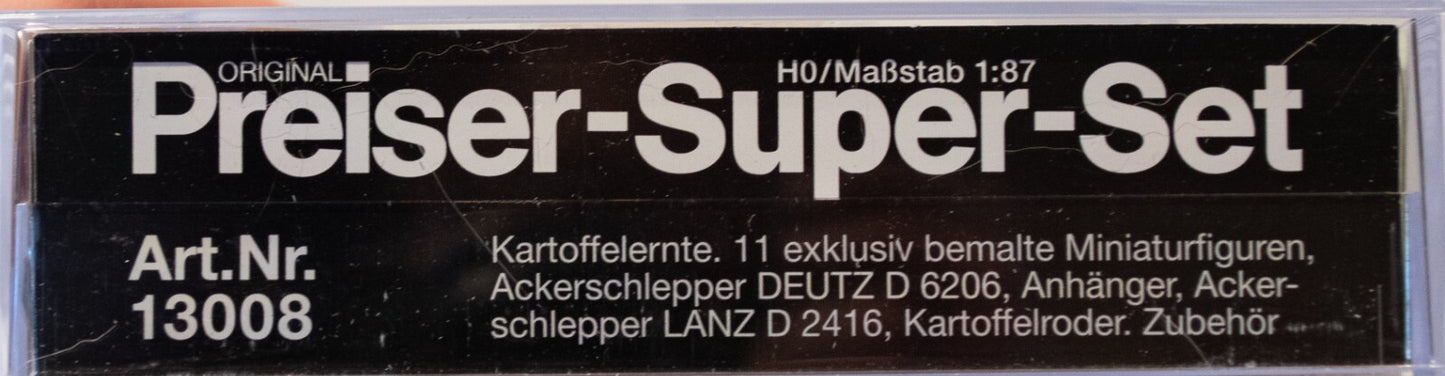 ORIGINAL
H0/Maßstab 1:87
Preiser-Super-Set
Art.Nr.
13008
Kartoffelernte. 11 exklusiv bemalte Miniaturfiguren,
Ackerschlepper DEUTZ D 6206, Anhänger, Acker-
schlepper LANZ D 2416, Kartoffelroder. Zubehör